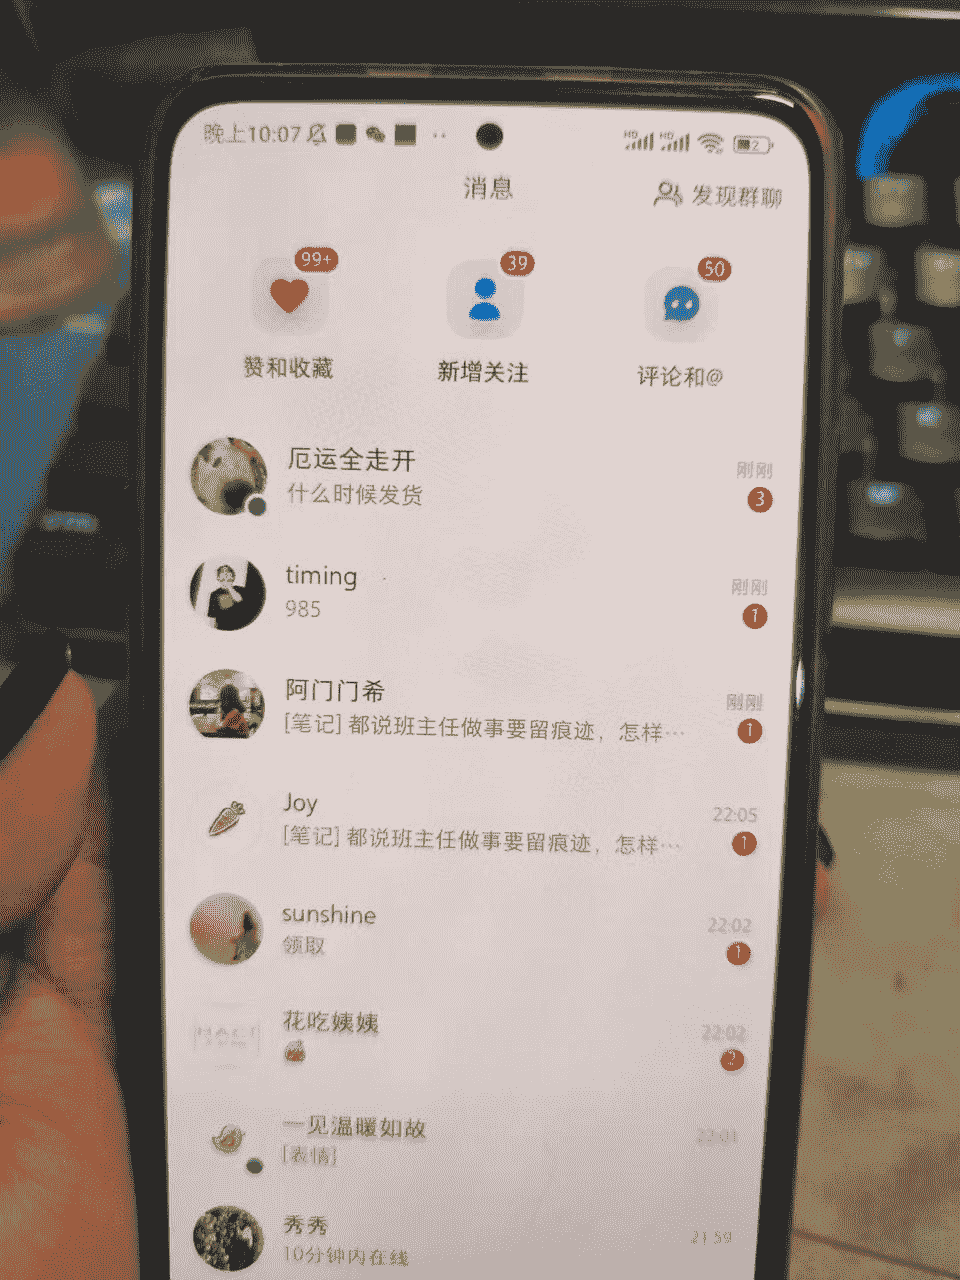 晚上10:07
HD HD 2
消息
发现群聊
99+ 39 50
赞和收藏 新增关注 评论和@
厄运全走开 刚刚
什么时候发货 3
timing 刚刚
985 1
阿门门希 刚刚
[笔记] 都说班主任做事要留痕迹，怎样… 1
Joy 22:05
[笔记] 都说班主任做事要留痕迹，怎样… 1
sunshine 22:02
领取 1
花吃姨姨 22:02
2
一见温暖如故 22:01
[表情]
秀秀 21:59
10分钟内在线